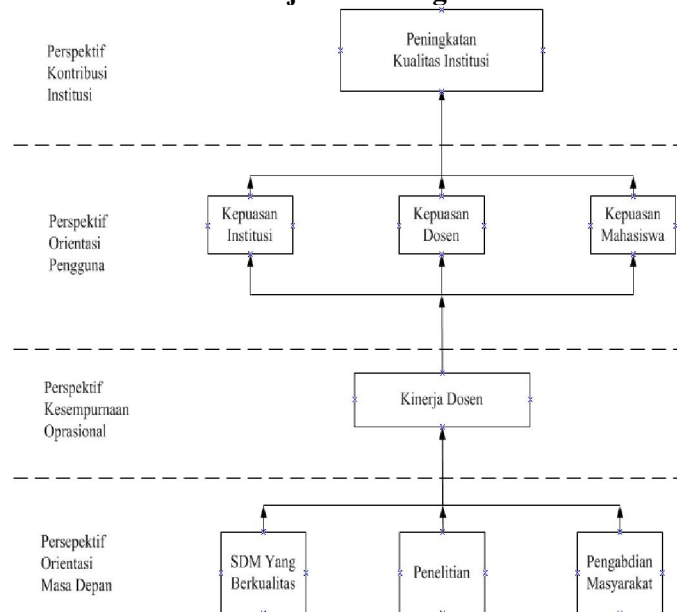 Perspektif
Kontribusi
Institusi
Peningkatan
Kualitas Institusi
Perspektif
Orientasi
Pengguna
Kepuasan
Institusi
Kepuasan
Dosen
Kepuasan
Mahasiswa
Perspektif
Kesempurnaan
Oprasional
Kinerja Dosen
Persepektif
Orientasi
Masa Depan
SDM Yang
Berkualitas
Penelitian
Pengabdian
Masyarakat